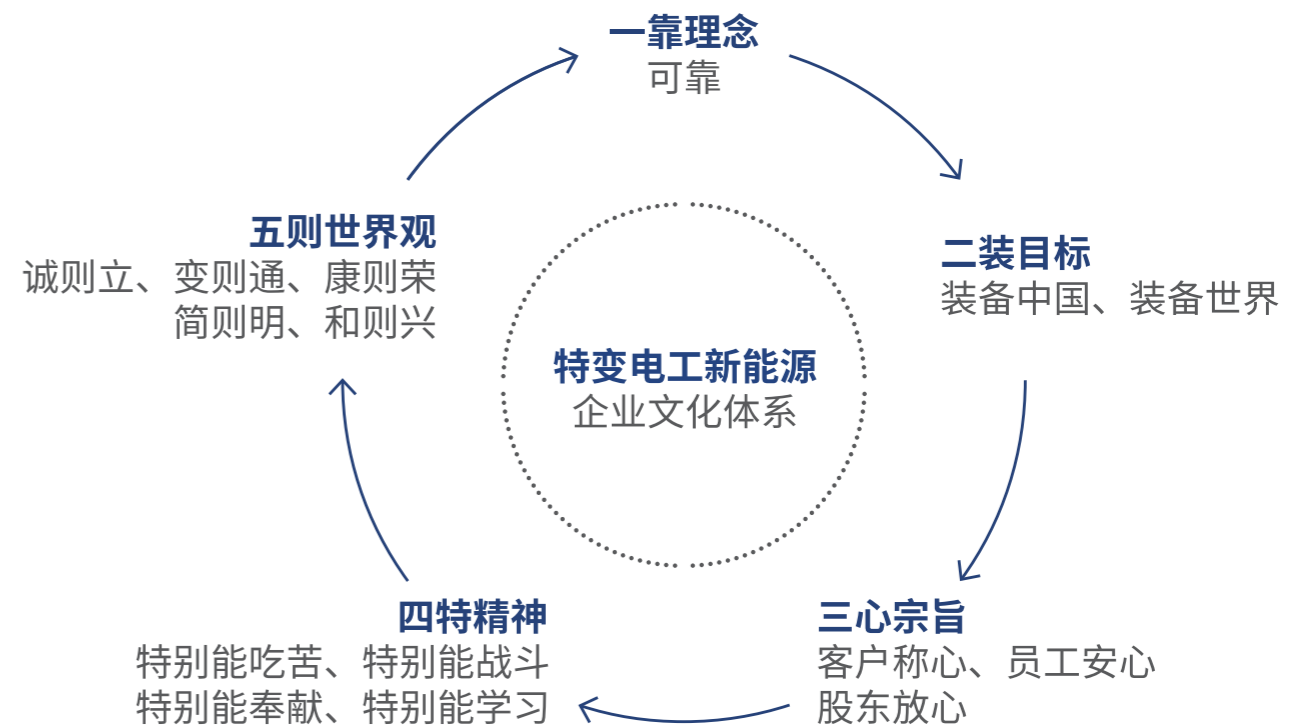 一靠理念
可靠
二装目标
装备中国、装备世界
三心宗旨
客户称心、员工安心
股东放心
四特精神
特别能吃苦、特别能战斗
特别能奉献、特别能学习
五则世界观
诚则立、变则通、康则荣
简则明、和则兴
特变电工新能源
企业文化体系